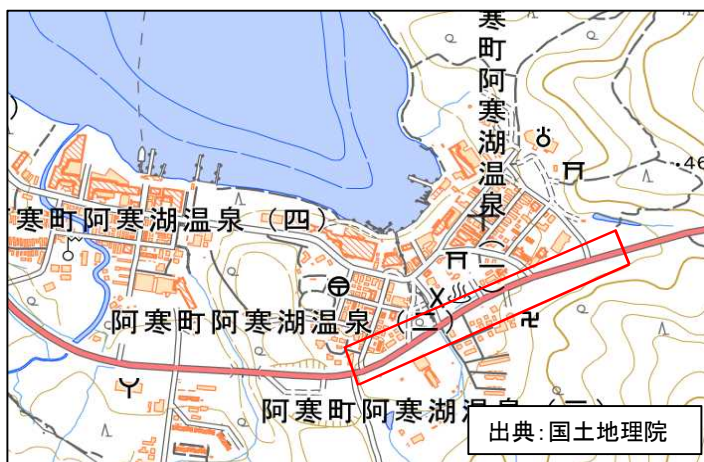 寒町阿寒湖温泉
・46
寒町阿寒湖温泉（四）
阿寒町阿寒湖温泉（二）
阿寒町阿寒湖温泉
出典：国土地理院